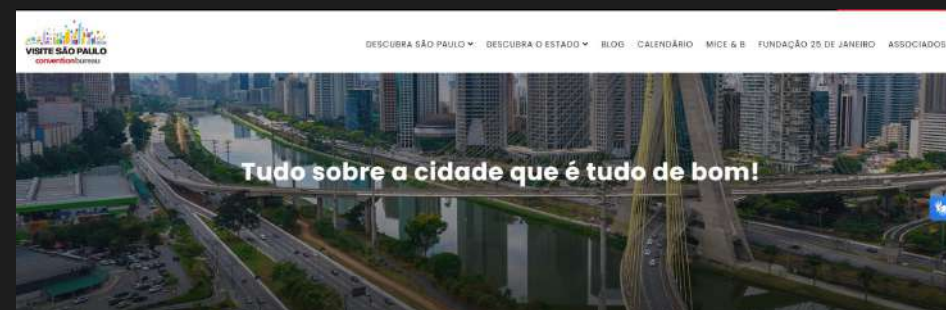 VISITE SÃO PAULO
conventionbureau
DESCUBRA SÃO PAULO DESCUBRA O ESTADO BLOG CALENDÁRIO MICE & B FUNDAÇÃO 25 DE JANEIRO ASSOCIADOS
Tudo sobre a cidade que é tudo de bom!